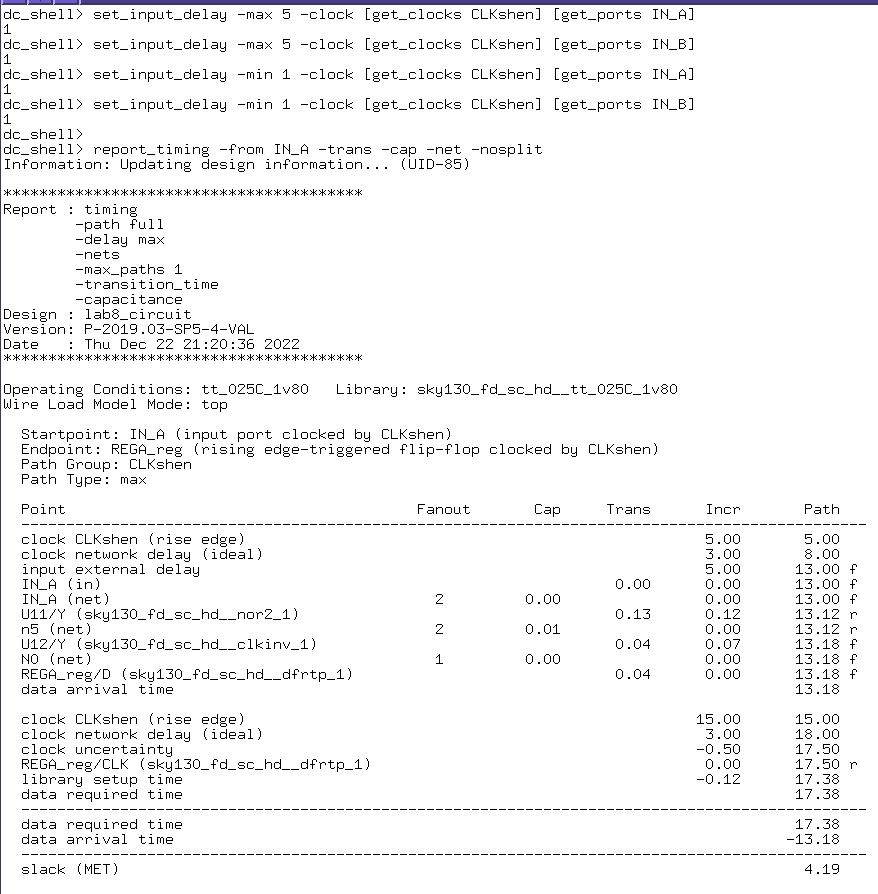 dc_shell> set_input_delay -max 5 -clock [get_clocks CLKshen] [get_ports IN_A]
1
dc_shell> set_input_delay -max 5 -clock [get_clocks CLKshen] [get_ports IN_B]
1
dc_shell> set_input_delay -min 1 -clock [get_clocks CLKshen] [get_ports IN_A]
1
dc_shell> set_input_delay -min 1 -clock [get_clocks CLKshen] [get_ports IN_B]
1
dc_shell>
dc_shell> report_timing -from IN_A -trans -cap -net -nosplit
Information: Updating design information... (UID-85)

****************************************
Report : timing
        -path full
        -delay max
        -nets
        -max_paths 1
        -transition_time
        -capacitance
Design : lab8_circuit
Version: P-2019.03-SP5-4-VAL
Date   : Thu Dec 22 21:20:36 2022
****************************************

Operating Conditions: tt_025C_1v80   Library: sky130_fd_sc_hd__tt_025C_1v80
Wire Load Model Mode: top

  Startpoint: IN_A (input port clocked by CLKshen)
  Endpoint: REGA_reg (rising edge-triggered flip-flop clocked by CLKshen)
  Path Group: CLKshen
  Path Type: max

  Point                                       Fanout       Cap     Trans      Incr       Path
  ----------------------------------------------------------------------------------------------
  clock CLKshen (rise edge)                                                   5.00       5.00
  clock network delay (ideal)                                                 3.00       8.00
  input external delay                                                        5.00      13.00 f
  IN_A (in)                                                        0.00       0.00      13.00 f
  IN_A (net)                                    2         0.00                0.00      13.00 f
  U11/Y (sky130_fd_sc_hd__nor2_1)                                  0.13       0.12      13.12 r
  n5 (net)                                      2         0.01                0.00      13.12 r
  U12/Y (sky130_fd_sc_hd__clkinv_1)                                0.04       0.07      13.18 f
  N0 (net)                                      1         0.00                0.00      13.18 f
  REGA_reg/D (sky130_fd_sc_hd__dfrtp_1)                            0.04       0.00      13.18 f
  data arrival time                                                                     13.18

  clock CLKshen (rise edge)                                                  15.00      15.00
  clock network delay (ideal)                                                 3.00      18.00
  clock uncertainty                                                          -0.50      17.50
  REGA_reg/CLK (sky130_fd_sc_hd__dfrtp_1)                                     0.00      17.50 r
  library setup time                                                         -0.12      17.38
  data required time                                                                    17.38
  ----------------------------------------------------------------------------------------------
  data required time                                                                    17.38
  data arrival time                                                                    -13.18
  ----------------------------------------------------------------------------------------------
  slack (MET)                                                                            4.19